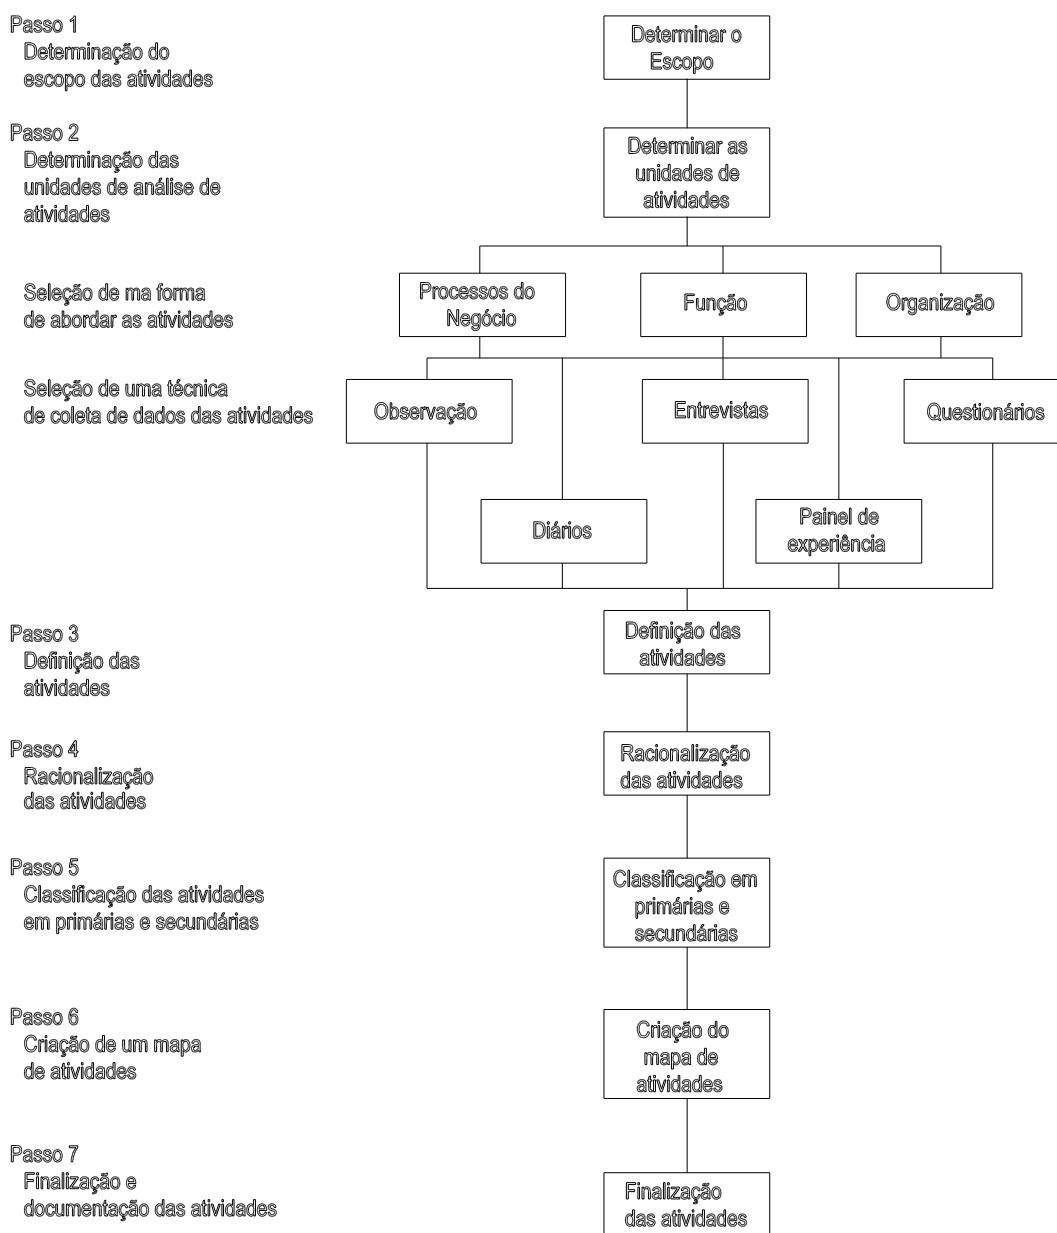 Passo 1
Determinação do
escopo das atividades
Determinar o
Escopo
Passo 2
Determinação das
unidades de análise de
atividades
Determinar as
unidades de
atividades
Seleção de ma forma
de abordar as atividades
Processos do
Negócio
Função
Organização
Seleção de uma técnica
de coleta de dados das atividades
Observação
Entrevistas
Questionários
Diários
Painel de
experiência
Passo 3
Definição das
atividades
Definição das
atividades
Passo 4
Racionalização
das atividades
Racionalização
das atividades
Passo 5
Classificação das atividades
em primárias e secundárias
Classificação em
primárias e
secundárias
Passo 6
Criação de um mapa
de atividades
Criação do
mapa de
atividades
Passo 7
Finalização e
documentação das atividades
Finalização
das atividades